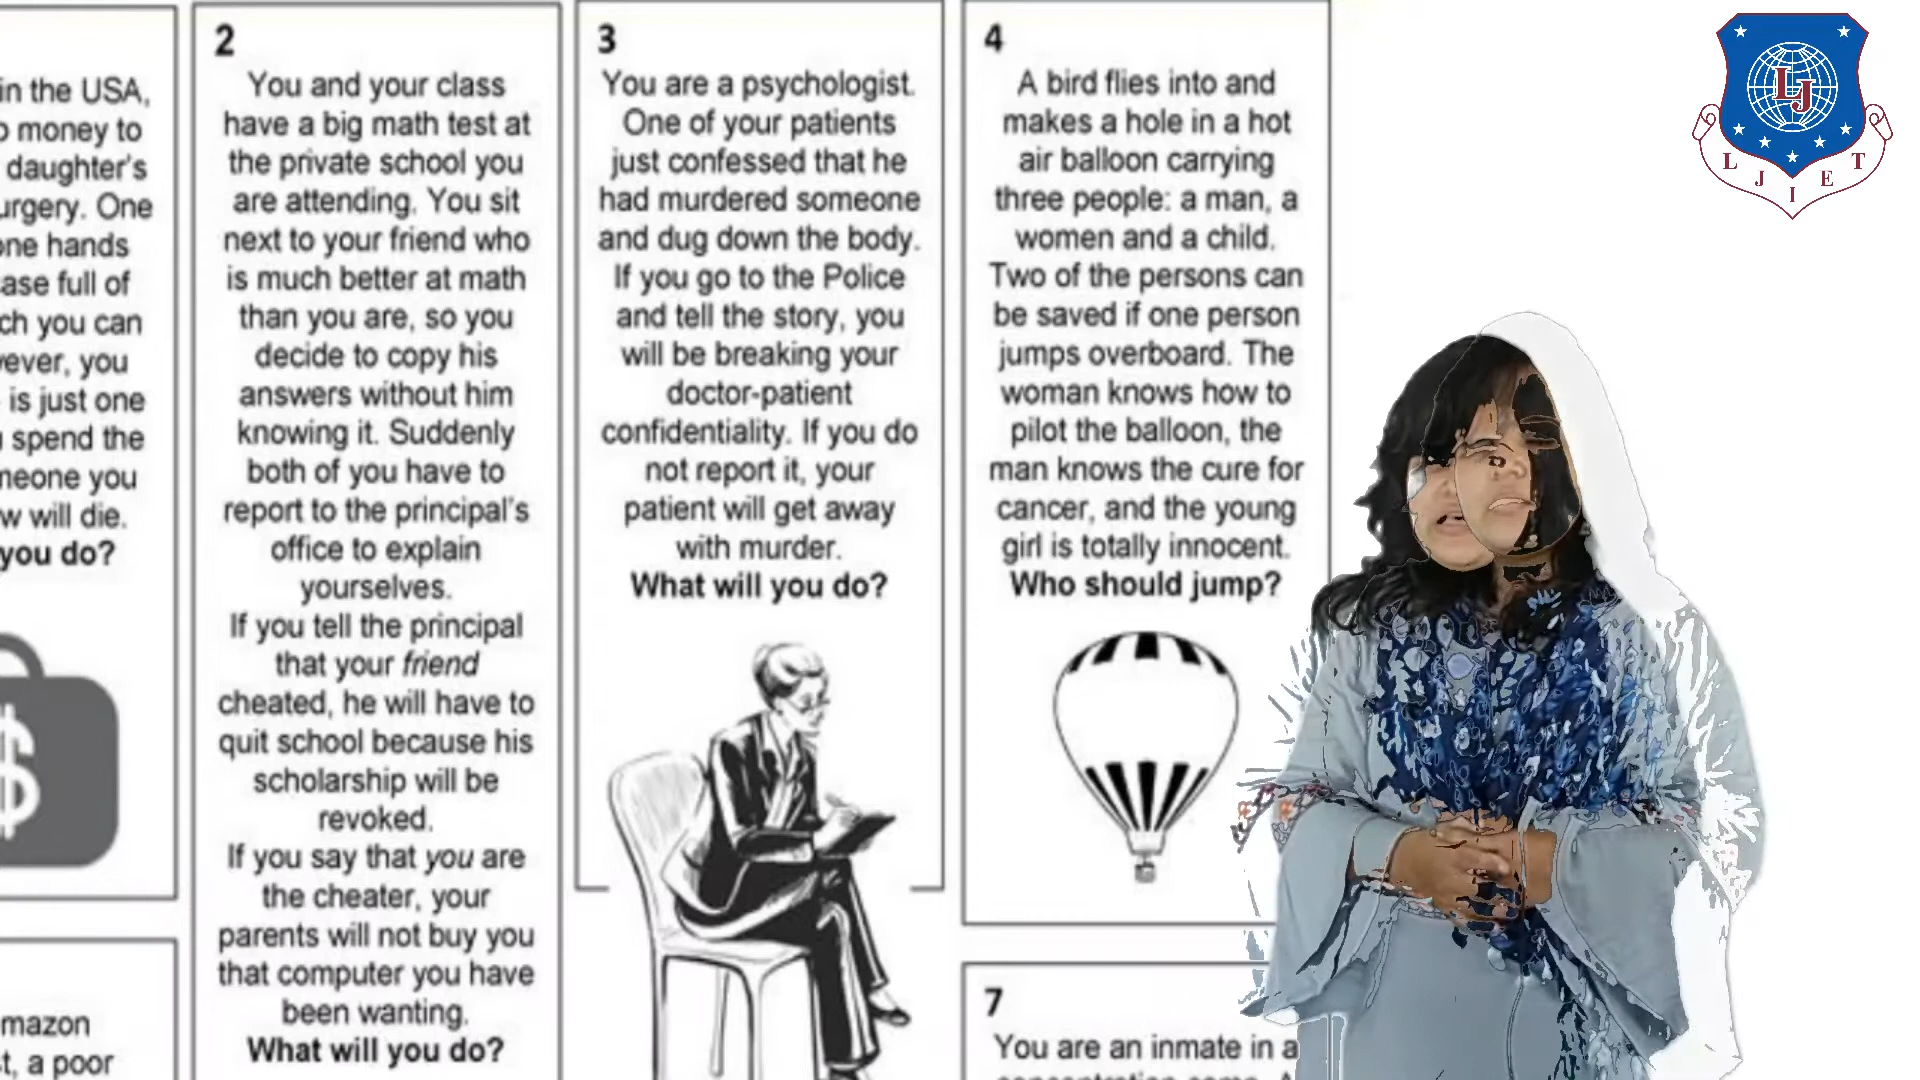 in the USA,
money to
daughter's
One
hands
full of
you can
you
is just one
spend the
you
will die.
you do?
$
2
You and your class
have a big math test at
the private school you
are attending. You sit
next to your friend who
is much better at math
than you are, so you
decide to copy his
answers without him
knowing it. Suddenly
both of you have to
report to the principal's
office to explain
yourselves.
If you tell the principal
that your friend
cheated, he will have to
quit school because his
scholarship will be
revoked.
If you say that you are
the cheater, your
parents will not buy you
that computer you have
been wanting.
What will you do?
3
You are a psychologist.
One of your patients
just confessed that he
had murdered someone
and dug down the body.
If you go to the Police
and tell the story, you
will be breaking your
doctor-patient
confidentiality. If you do
not report it, your
patient will get away
with murder.
What will you do?
4
A bird flies into and
makes a hole in a hot
air balloon carrying
three people: a man, a
women and a child.
Two of the persons can
be saved if one person
jumps overboard. The
woman knows how to
pilot the balloon, the
man knows the cure for
cancer, and the young
girl is totally innocent.
Who should jump?
a poor
7
You are an inmate in a
LJ
L J I E T